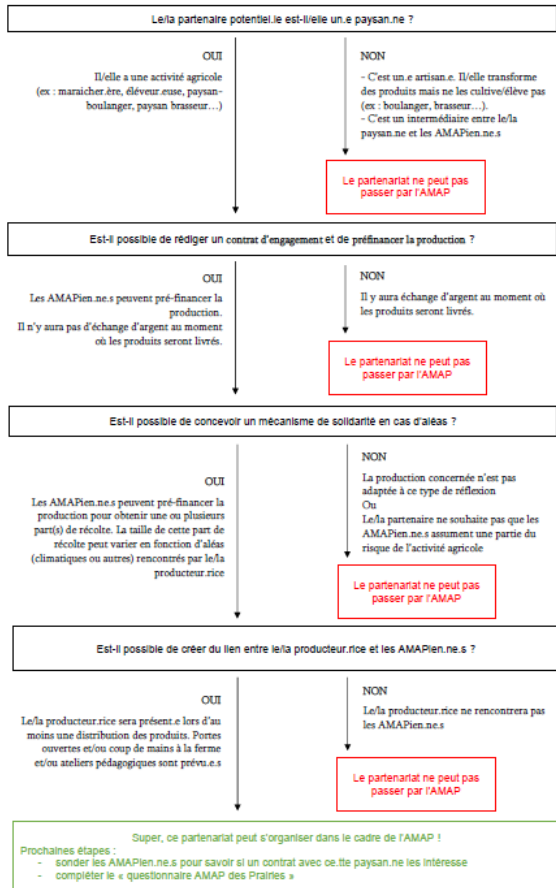 Le/la partenaire potentiel.le est-il/elle un.e paysan.ne ?
OUI
Il/elle a une activité agricole
(ex : maraicher.ère, éléveur.euse, paysan-
boulanger, paysan brasseur…)
NON
- C'est un.e artisan.e. Il/elle transforme
des produits mais ne les cultive/élève pas
(ex : boulanger, brasseur…).
- C'est un intermédiaire entre le/la
paysan.ne et les AMAPien.ne.s
Le partenariat ne peut pas
passer par l'AMAP
Est-il possible de rédiger un contrat d'engagement et de préfinancer la production ?
OUI
Les AMAPien.ne.s peuvent pré-financer la
production.
Il n'y aura pas d'échange d'argent au moment
où les produits seront livrés.
NON
Il y aura échange d'argent au moment où
les produits seront livrés.
Le partenariat ne peut pas
passer par l'AMAP
Est-il possible de concevoir un mécanisme de solidarité en cas d'aléas ?
OUI
Les AMAPien.ne.s peuvent pré-financer la
production pour obtenir une ou plusieurs
part(s) de récolte. La taille de cette part de
récolte peut varier en fonction d'aléas
(climatiques ou autres) rencontrés par le/la
producteur.rice
NON
La production concernée n'est pas
adaptée à ce type de réflexion
Ou
Le/la partenaire ne souhaite pas que les
AMAPien.ne.s assument une partie du
risque de l'activité agricole
Le partenariat ne peut pas
passer par l'AMAP
Est-il possible de créer du lien entre le/la producteur.rice et les AMAPien.ne.s ?
OUI
Le/la producteur.rice sera présent.e lors d'au
moins une distribution des produits. Portes
ouvertes et/ou coup de mains à la ferme
et/ou ateliers pédagogiques sont prévu.e.s
NON
Le/la producteur.rice ne rencontrera pas
les AMAPien.ne.s
Le partenariat ne peut pas
passer par l'AMAP
Super, ce partenariat peut s'organiser dans le cadre de l'AMAP !
Prochaines étapes :
- sonder les AMAPien.ne.s pour savoir si un contrat avec ce.tte paysan.ne les intéresse
- compléter le « questionnaire AMAP des Prairies »